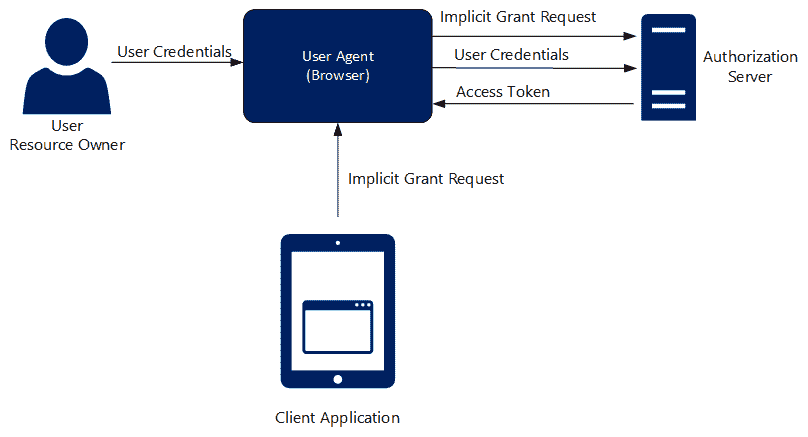 Implicit Grant Request
User Credentials
User Agent
(Browser)
User Credentials
Authorization
Server
Access Token
User
Resource Owner
Implicit Grant Request
Client Application